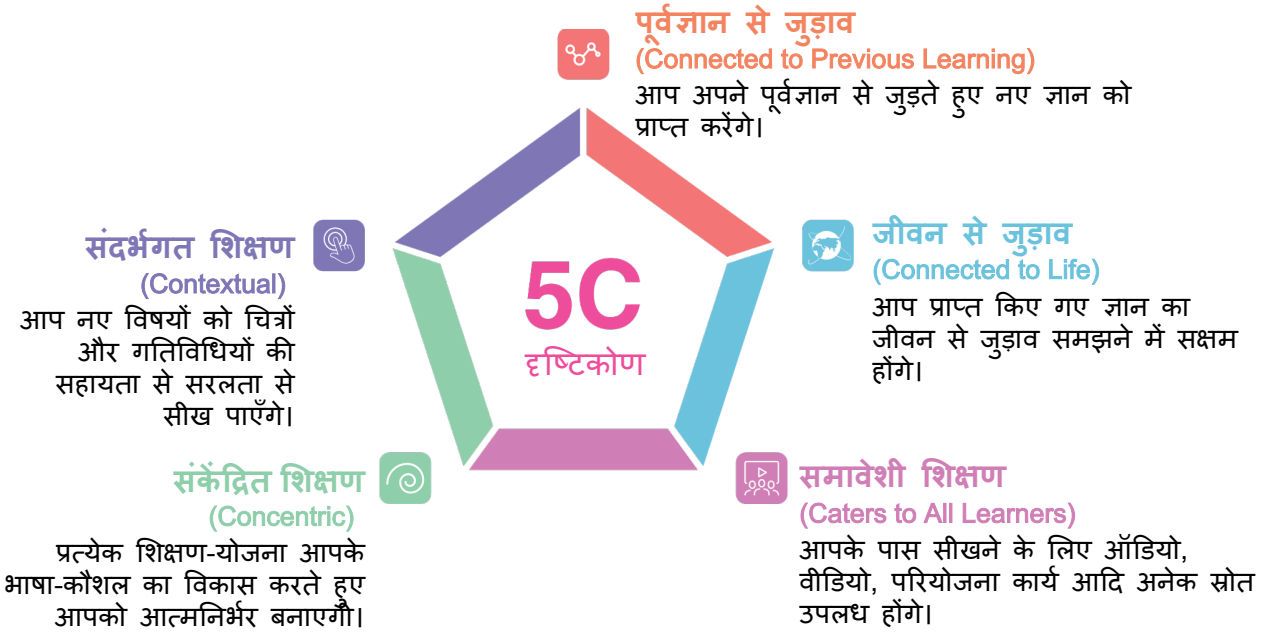 पूर्वज्ञान से जुड़ाव
(Connected to Previous Learning)
आप अपने पूर्वज्ञान से जुड़ते हुए नए ज्ञान को
प्राप्त करेंगे।
जीवन से जुड़ाव
(Connected to Life)
आप प्राप्त किए गए ज्ञान का
जीवन से जुड़ाव समझने में सक्षम
होंगे।
समावेशी शिक्षण
(Caters to All Learners)
आपके पास सीखने के लिए ऑडियो,
वीडियो, परियोजना कार्य आदि अनेक स्रोत
उपलध होंगे।
संकेंद्रित शिक्षण
(Concentric)
प्रत्येक शिक्षण-योजना आपके
भाषा-कौशल का विकास करते हुए
आपको आत्मनिर्भर बनाएगी।
संदर्भगत शिक्षण
(Contextual)
आप नए विषयों को चित्रों
और गतिविधियों की
सहायता से सरलता से
सीख पाएँगे।
5C
दृष्टिकोण